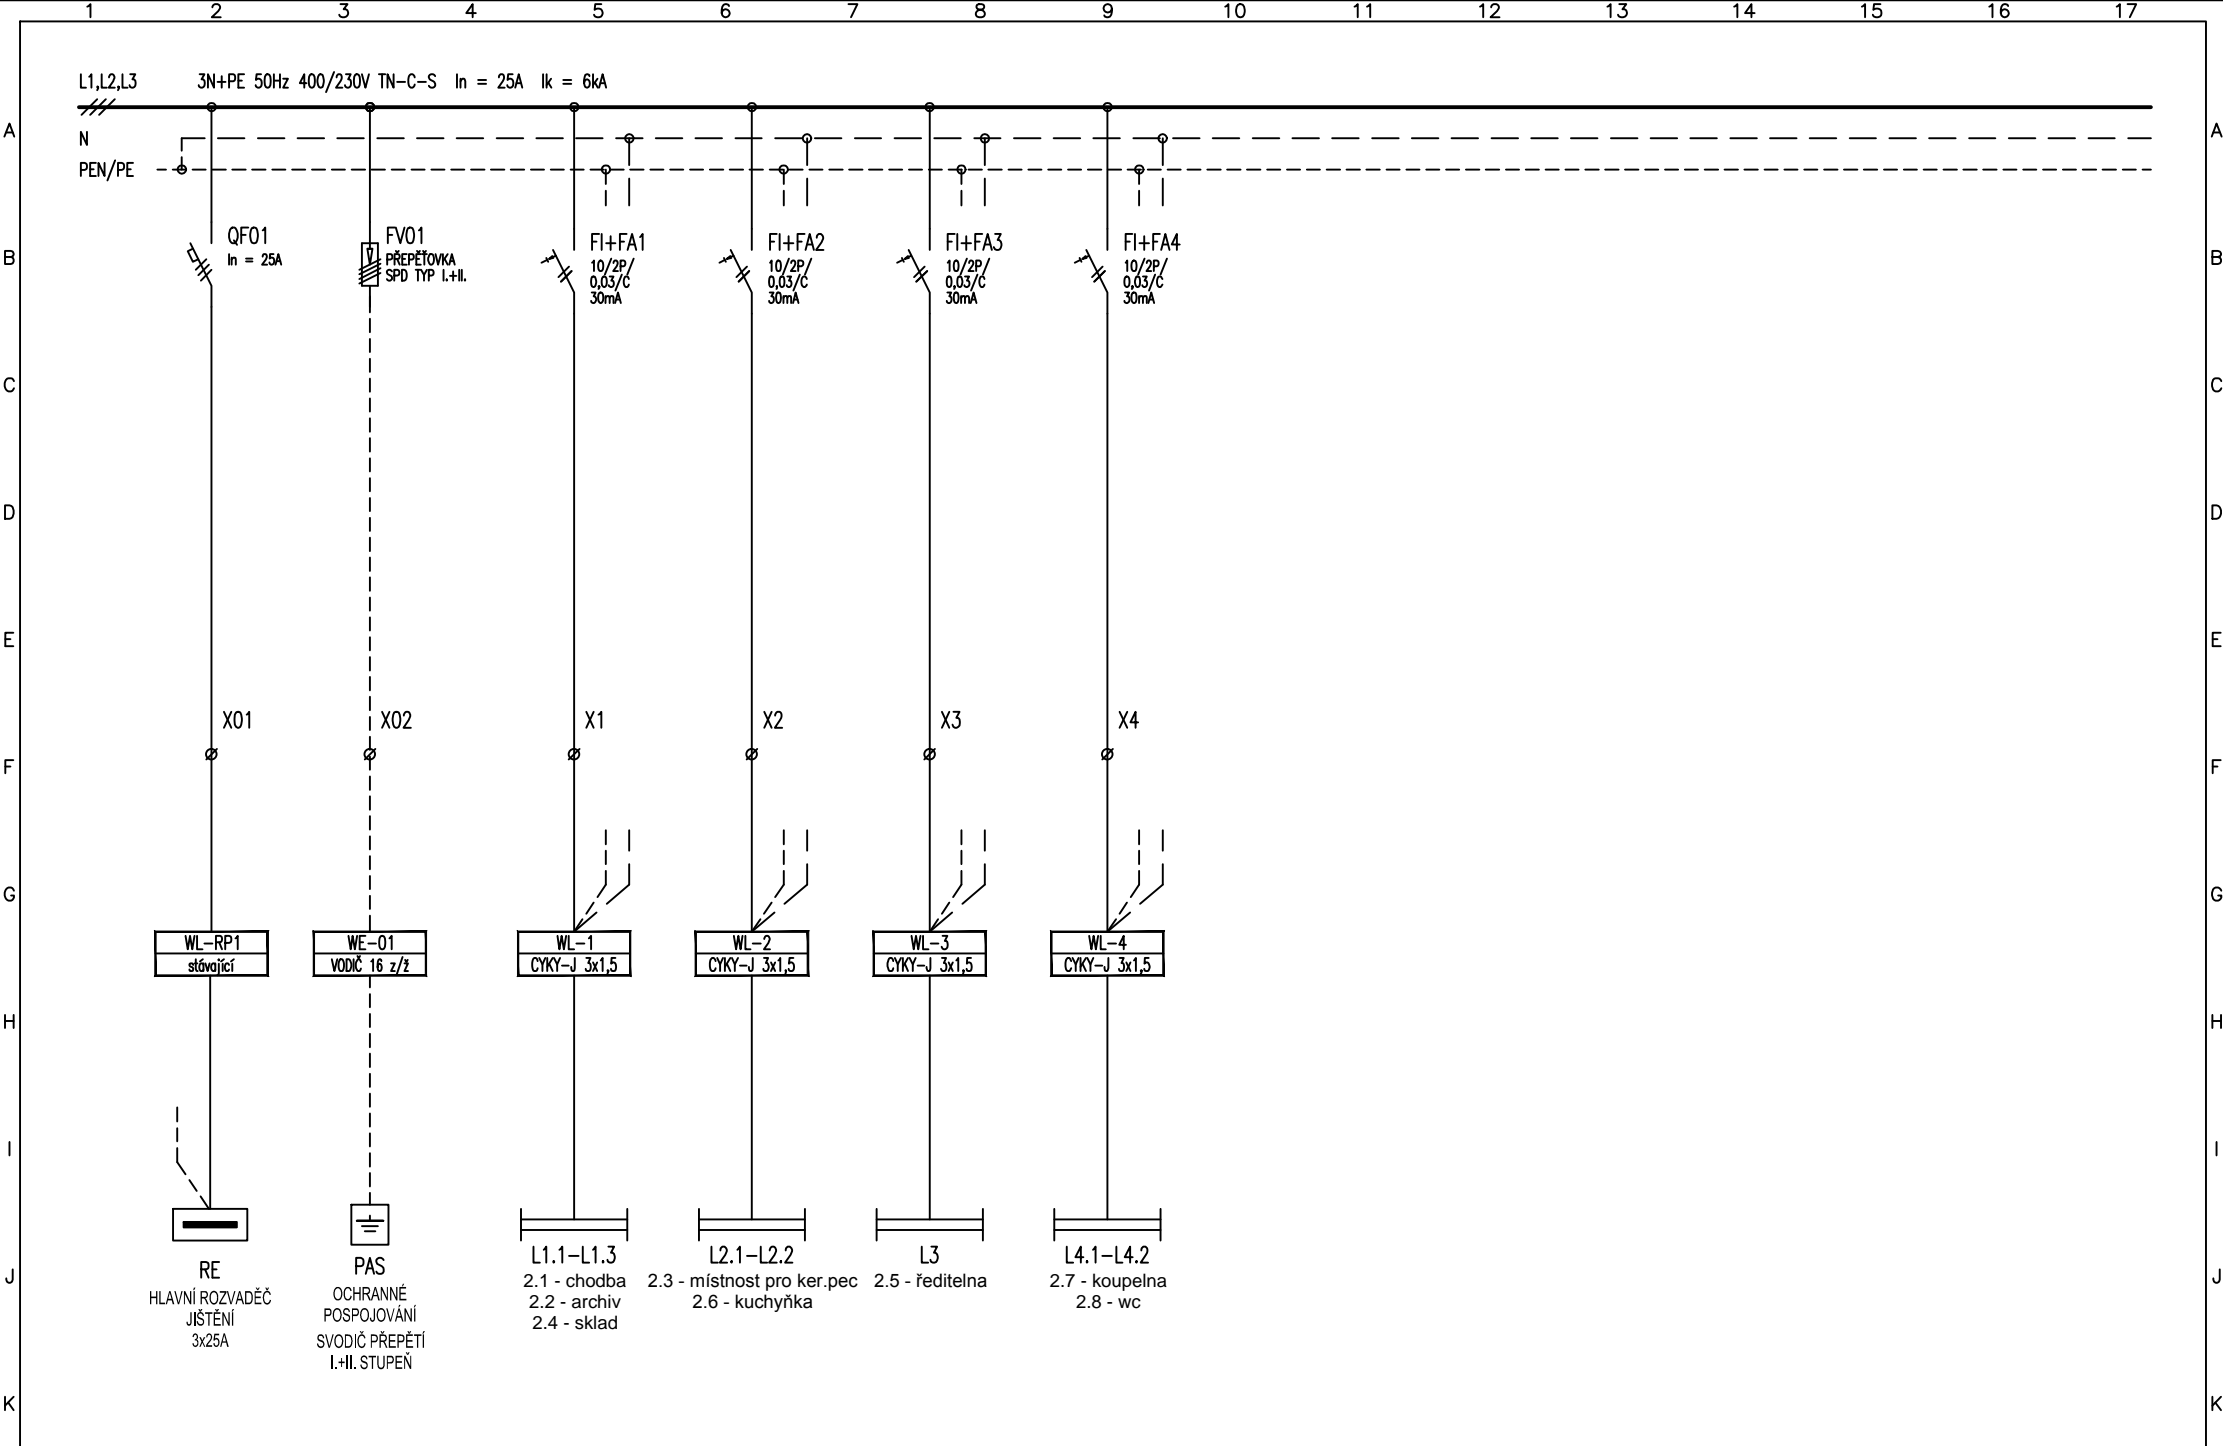 1 2 3 4 5 6 7 8 9 10 11 12 13 14 15 16 17
L1,L2,L3 3N+PE 50Hz 400/230V TN-C-S In = 25A Ik = 6kA
A A
N
PEN/PE
B B
QF01
In = 25A
FV01
PŘEPĚŤOVKA
SPD TYP I.+II.
FI+FA1
10/2P/
0,03/C
30mA
FI+FA2
10/2P/
0,03/C
30mA
FI+FA3
10/2P/
0,03/C
30mA
FI+FA4
10/2P/
0,03/C
30mA
C C
D D
E E
X01 X02 X1 X2 X3 X4
F F
G G
WL-RP1
stávající
WE-01
VODIČ 16 z/ž
WL-1
CYKY-J 3x1,5
WL-2
CYKY-J 3x1,5
WL-3
CYKY-J 3x1,5
WL-4
CYKY-J 3x1,5
H H
I I
J J
RE
HLAVNÍ ROZVADĚČ
JIŠTĚNÍ
3x25A
PAS
OCHRANNÉ
POSPOJOVÁNÍ
SVODIČ PŘEPĚTÍ
I.+II. STUPEŇ
L1.1-L1.3
2.1 - chodba
2.2 - archiv
2.4 - sklad
L2.1-L2.2
2.3 - místnost pro ker.pec
2.6 - kuchyňka
L3
2.5 - ředitelna
L4.1-L4.2
2.7 - koupelna
2.8 - wc
K K